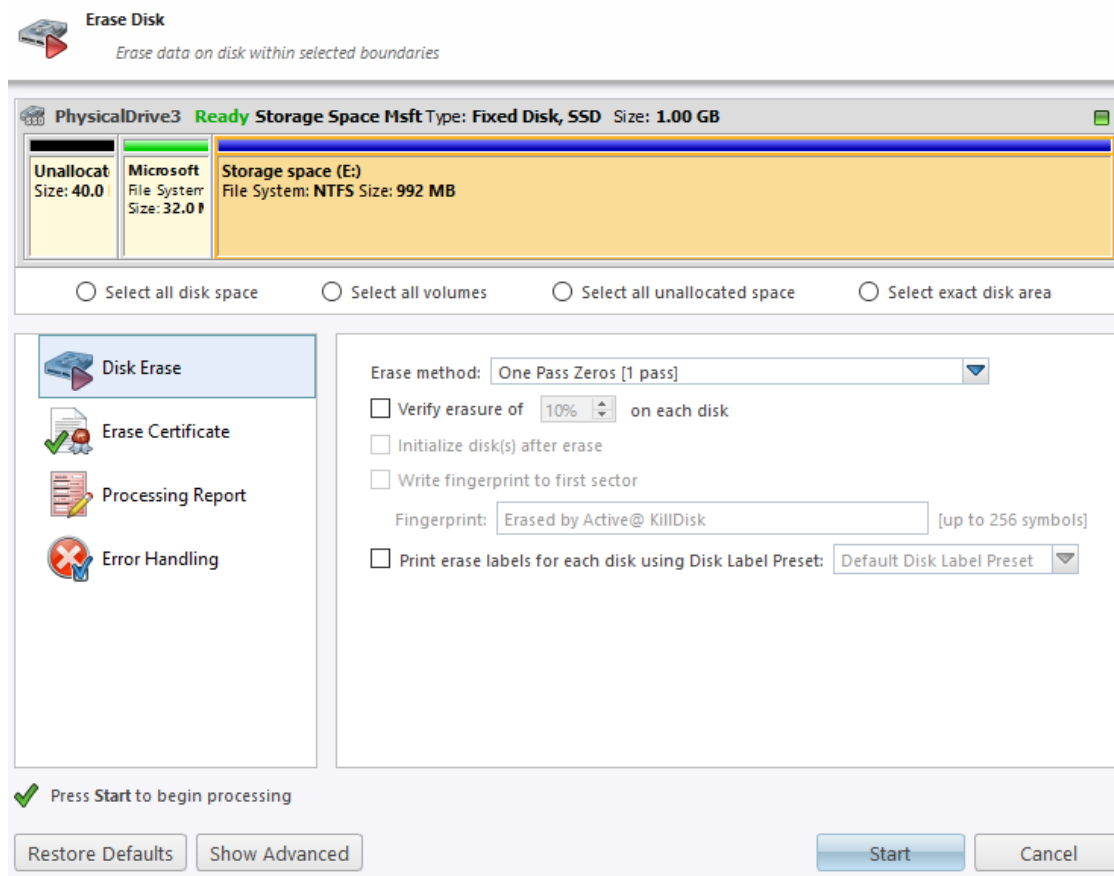 Erase Disk
Erase data on disk within selected boundaries
PhysicalDrive3 Ready Storage Space Msft Type: Fixed Disk, SSD Size: 1.00 GB
Unallocat Microsoft Storage space (E:)
Size: 40.0 File System File System: NTFS Size: 992 MB
Size: 32.0
Select all disk space Select all volumes Select all unallocated space Select exact disk area
Disk Erase
Erase Certificate
Processing Report
Error Handling
Erase method: One Pass Zeros [1 pass]
Verify erasure of 10% on each disk
Initialize disk(s) after erase
Write fingerprint to first sector
Fingerprint: Erased by Active@ KillDisk [up to 256 symbols]
Print erase labels for each disk using Disk Label Preset: Default Disk Label Preset
Press Start to begin processing
Restore Defaults Show Advanced Start Cancel